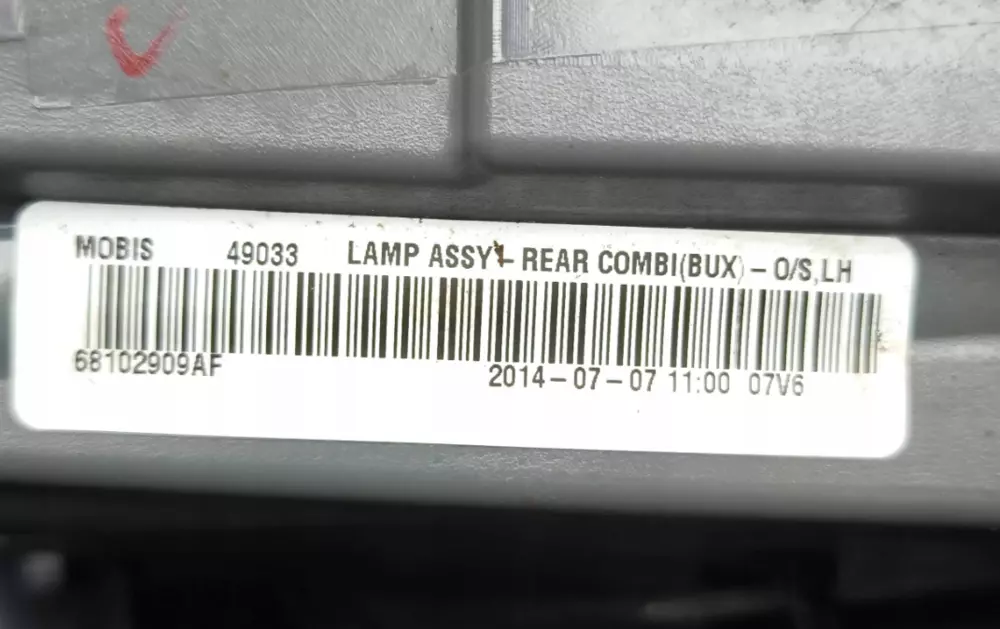 MOBIS 49033 LAMP ASSY-REAR COMBI(BUX)-O/S,LH
68102909AF 2014-07-07 11:00 07V6